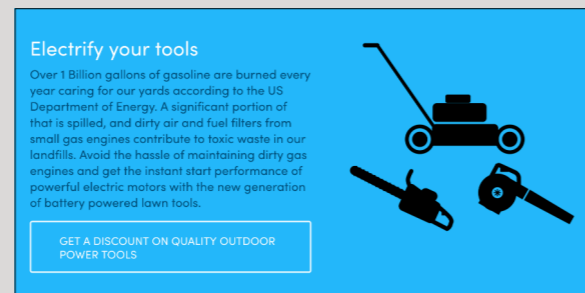 Electrify your tools
Over 1 Billion gallons of gasoline are burned every
year caring for our yards according to the US
Department of Energy. A significant portion of
that is spilled, and dirty air and fuel filters from
small gas engines contribute to toxic waste in our
landfills. Avoid the hassle of maintaining dirty gas
engines and get the instant start performance of
powerful electric motors with the new generation
of battery powered lawn tools.
GET A DISCOUNT ON QUALITY OUTDOOR
POWER TOOLS